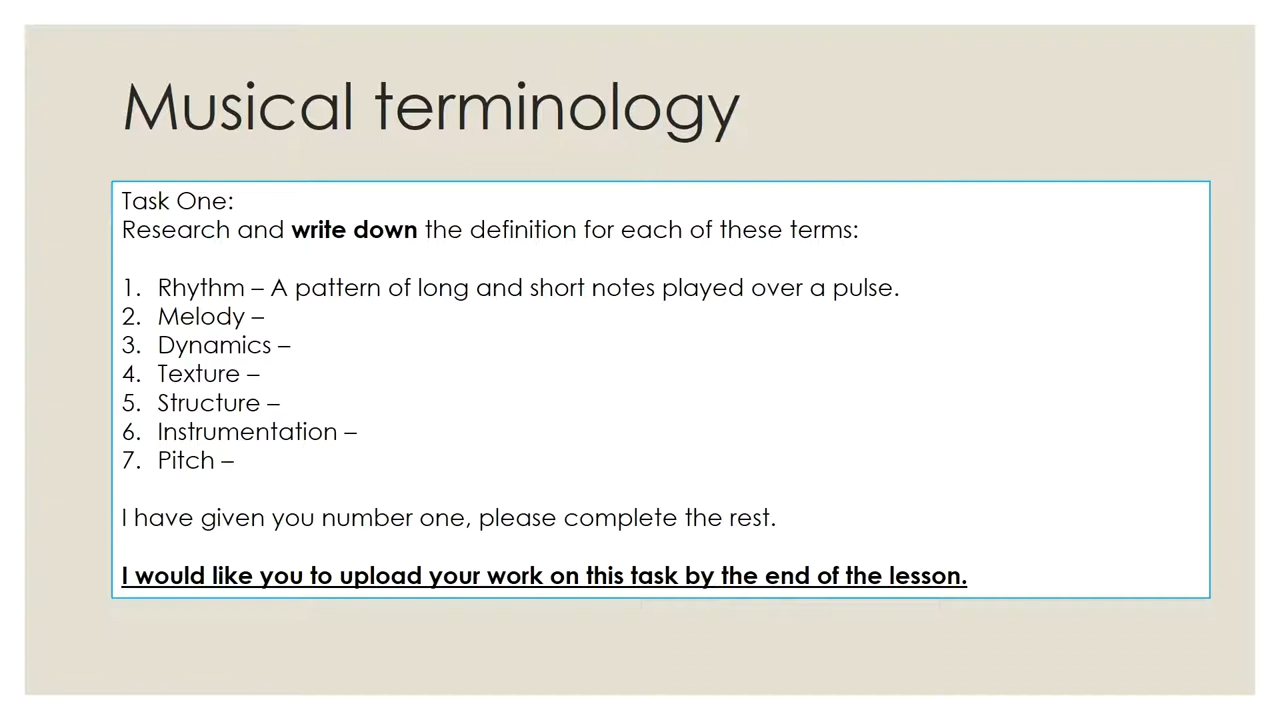 Musical terminology
Task One:
Research and write down the definition for each of these terms:
1. Rhythm – A pattern of long and short notes played over a pulse.
2. Melody –
3. Dynamics –
4. Texture –
5. Structure –
6. Instrumentation –
7. Pitch –
I have given you number one, please complete the rest.
I would like you to upload your work on this task by the end of the lesson.